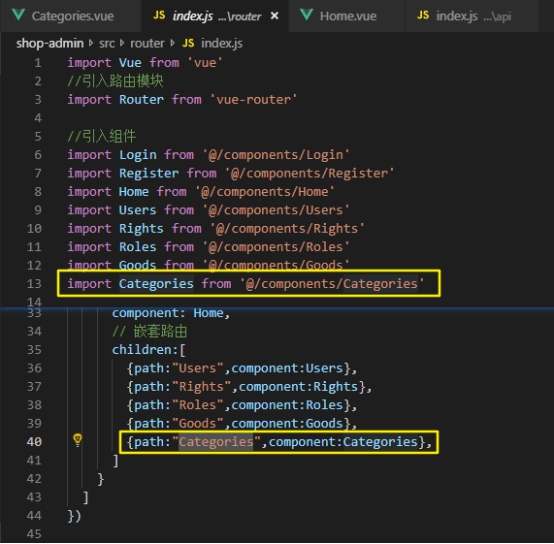 Categories.vue index.js ...\router Home.vue index.js ...\api
shop-admin > src > router > JS index.js
1 import Vue from 'vue'
2 //引入路由模块
3 import Router from 'vue-router'
4
5 //引入组件
6 import Login from '@/components/Login'
7 import Register from '@/components/Register'
8 import Home from '@/components/Home'
9 import Users from '@/components/Users'
10 import Rights from '@/components/Rights'
11 import Roles from '@/components/Roles'
12 import Goods from '@/components/Goods'
13 import Categories from '@/components/Categories'
14
33 component: Home,
34 // 嵌套路由
35 children:[
36 {path:"Users",component:Users},
37 {path:"Rights",component:Rights},
38 {path:"Roles",component:Roles},
39 {path:"Goods",component:Goods},
40 {path:"Categories",component:Categories},
41 ]
42 }
43 ]
44 })
45